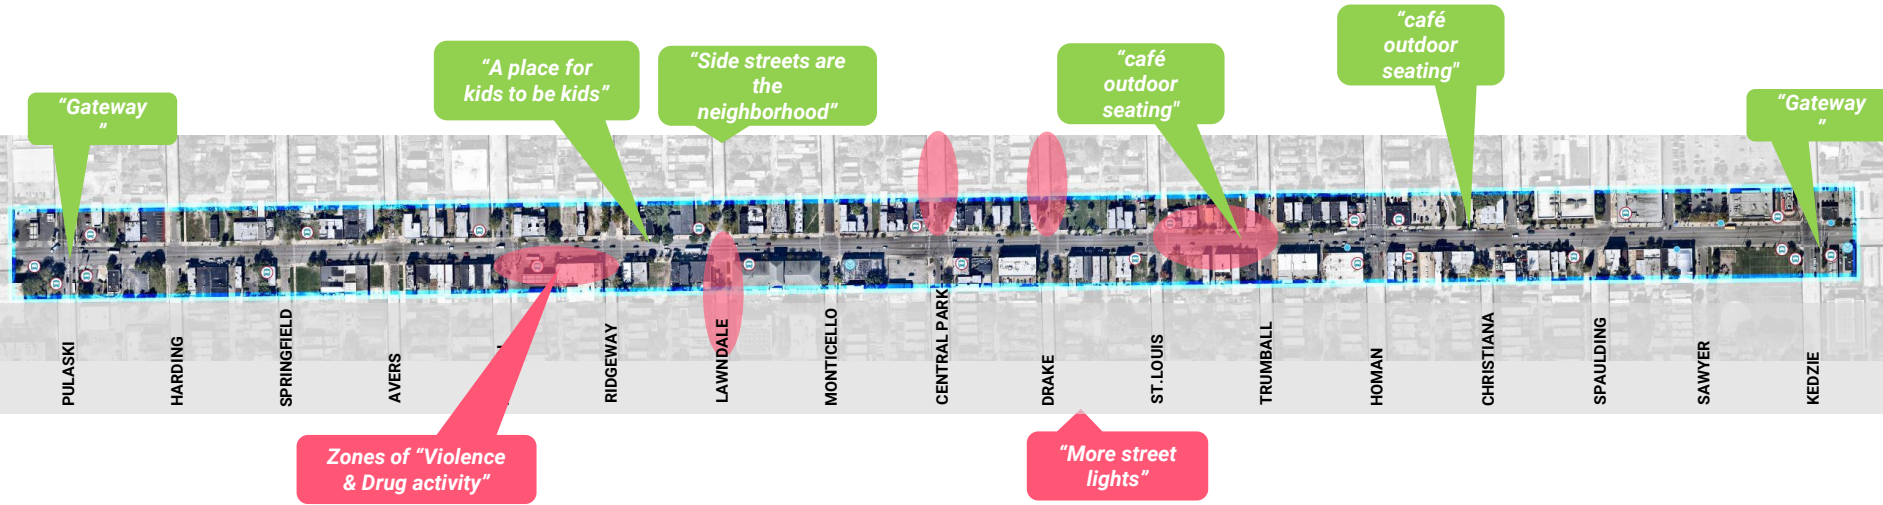 “Gateway
”
“A place for
kids to be kids”
“Side streets are
the
neighborhood”
“café
outdoor
seating"
“café
outdoor
seating"
“Gateway
”
PULASKI
HARDING
SPRINGFIELD
AVERS
RIDGEWAY
LAWNDALE
MONTICELLO
CENTRAL PARK
DRAKE
ST.LOUIS
TRUMBALL
HOMAN
CHRISTIANA
SPAULDING
SAWYER
KEDZIE
Zones of “Violence
& Drug activity”
“More street
lights”